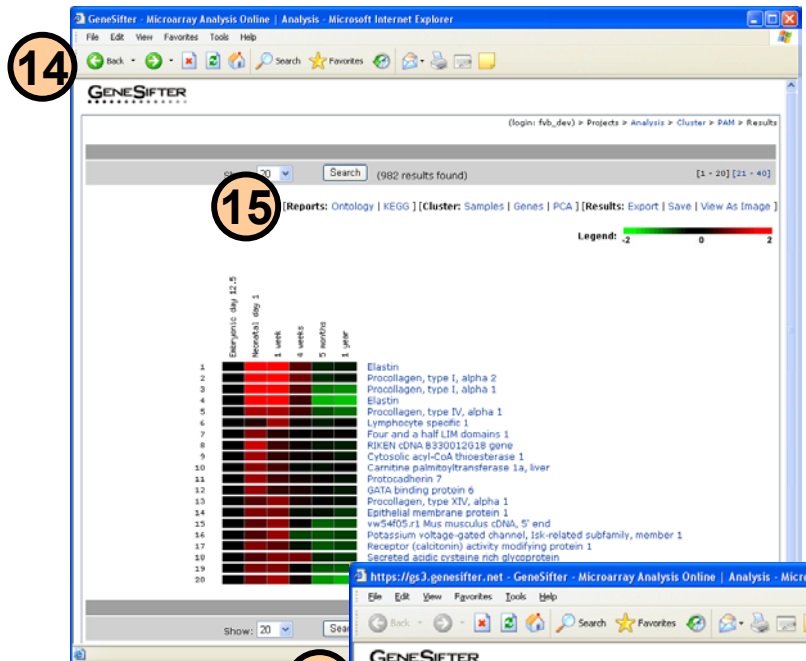 GeneSifter - Microarray Analysis Online | Analysis - Microsoft Internet Explorer
File Edit View Favorites Tools Help
14
Back Search Favorites
GENESIFTER
(login: fvb_dev) > Projects > Analysis > Cluster > PAM > Results
20 Search (982 results found) [1 - 20] [21 - 40]
15
[Reports: Ontology | KEGG ] [Cluster: Samples | Genes | PCA ] [Results: Export | Save | View As Image ]
Legend: -2 0 2
Embryonic day 12.5
Neonatal day 1
1 week
4 weeks
5 months
1 year
1 Elastin
2 Procollagen, type I, alpha 2
3 Procollagen, type I, alpha 1
4 Elastin
5 Procollagen, type IV, alpha 1
6 Lymphocyte specific 1
7 Four and a half LIM domains 1
8 RIKEN cDNA B330012G18 gene
9 Cytosolic acyl-CoA thioesterase 1
10 Carnitine palmitoyltransferase 1a, liver
11 Protocadherin 7
12 GATA binding protein 6
13 Procollagen, type XIV, alpha 1
14 Epithelial membrane protein 1
15 vw54f05.r1 Mus musculus cDNA, 5' end
16 Potassium voltage-gated channel, Isk-related subfamily, member 1
17 Receptor (calcitonin) activity modifying protein 1
18 Secreted acidic cysteine rich glycoprotein
19
20
https://gs3.genesifter.net - GeneSifter - Microarray Analysis Online | Analysis - Micro
File Edit View Favorites Tools Help
Back Search Favorites
Show: 20
GENESIFTER